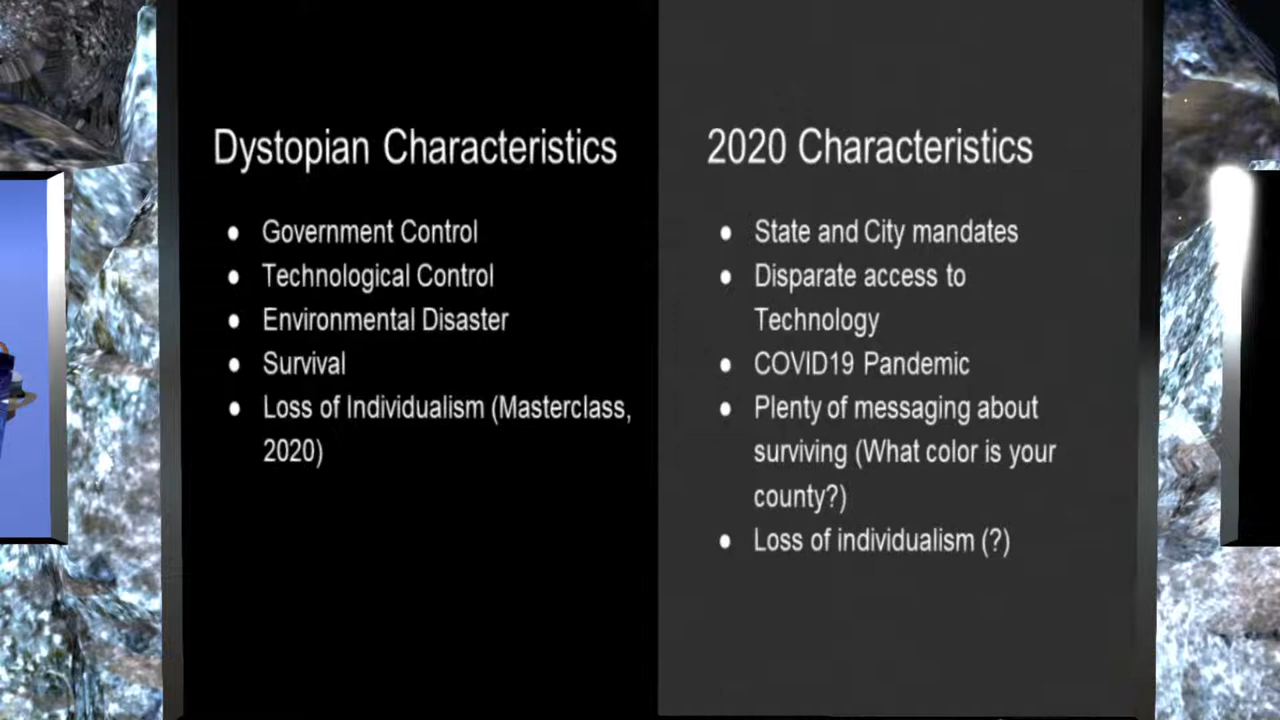 Dystopian Characteristics
● Government Control
● Technological Control
● Environmental Disaster
● Survival
● Loss of Individualism (Masterclass,
2020)
2020 Characteristics
● State and City mandates
● Disparate access to
Technology
● COVID19 Pandemic
● Plenty of messaging about
surviving (What color is your
county?)
● Loss of individualism (?)